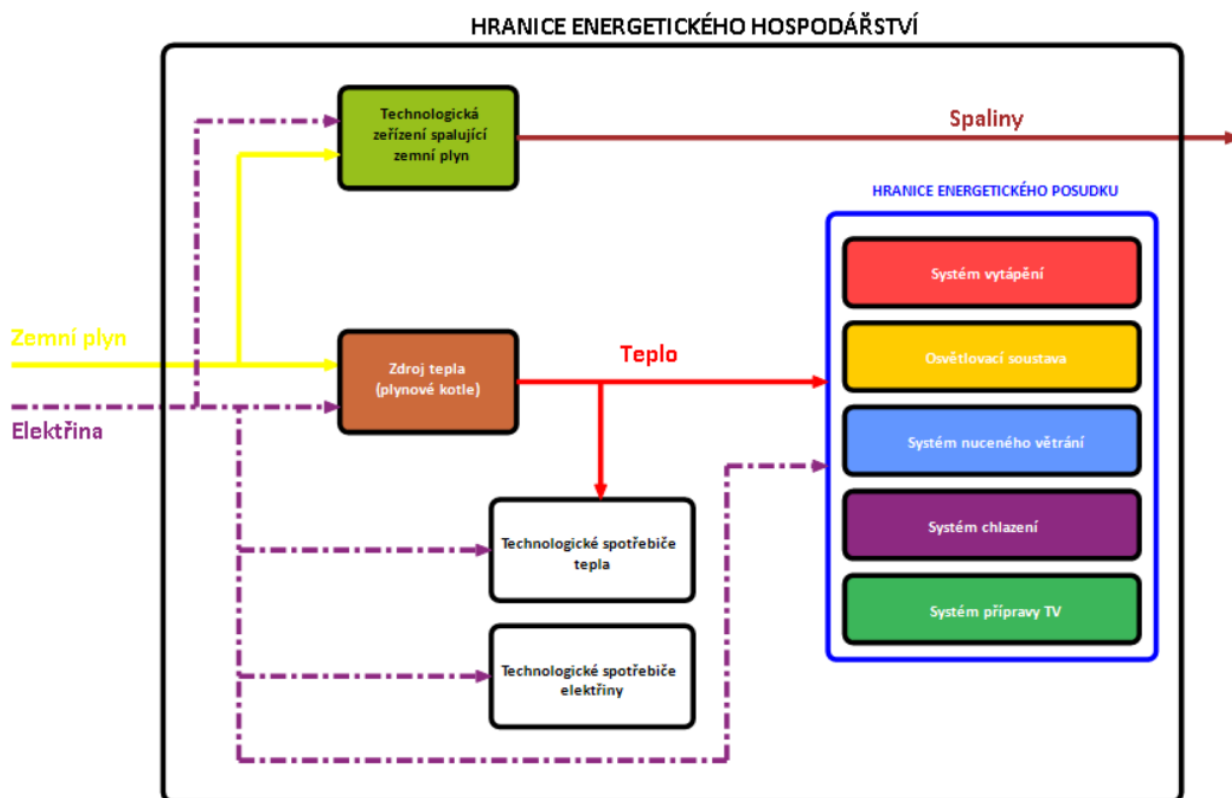 HRANICE ENERGETICKÉHO HOSPODÁŘSTVÍ
Technologická
zeřízení spalující
zemní plyn
Spaliny
HRANICE ENERGETICKÉHO POSUDKU
Systém vytápění
Zemní plyn
Zdroj tepla
(plynové kotle)
Teplo
Osvětlovací soustava
Elektřina
Systém nuceného větrání
Technologické spotřebiče
tepla
Systém chlazení
Systém přípravy TV
Technologické spotřebiče
elektřiny